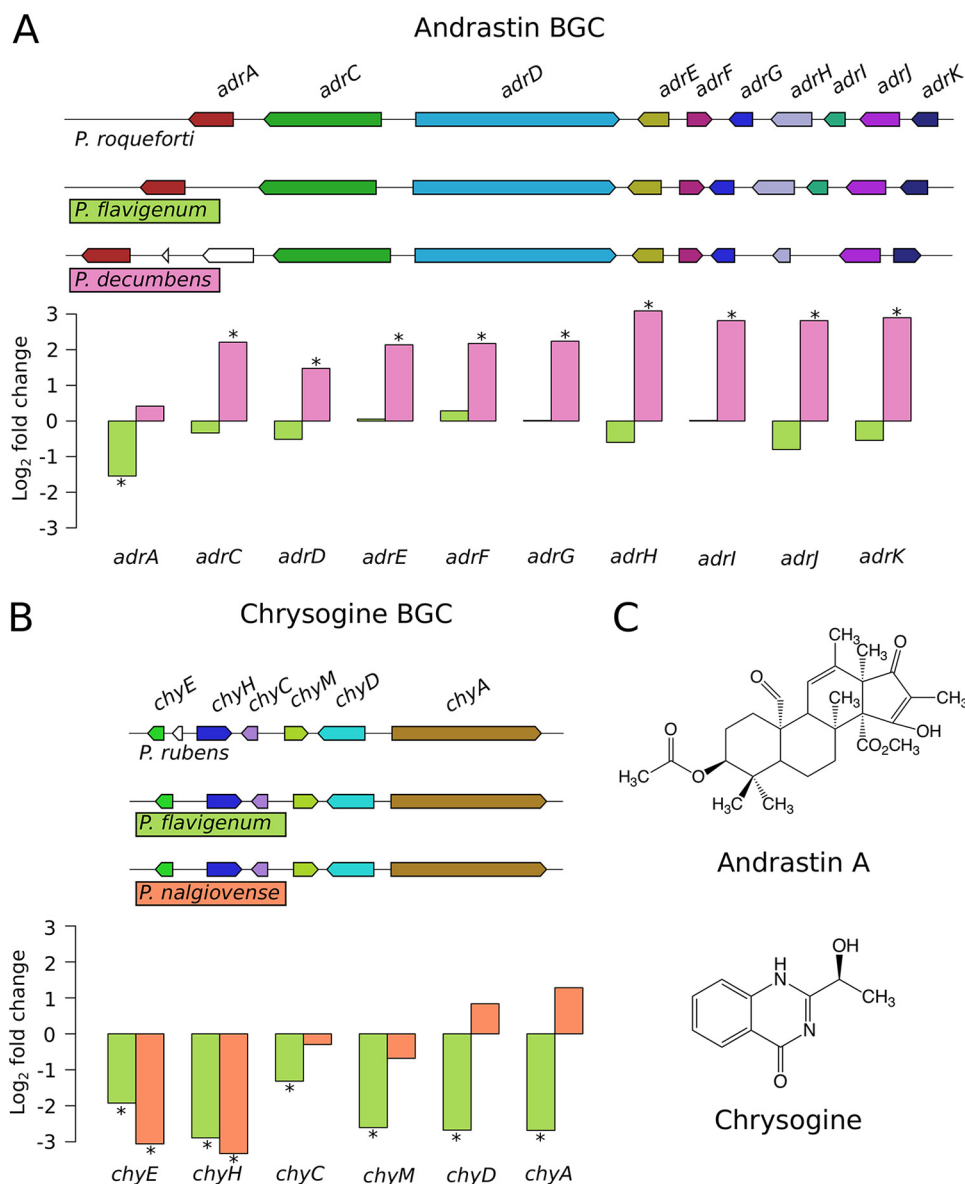 A
Andrastin BGC
adrA adrC adrD adrE adrF adrG adrH adrI adrJ adrK
P. roqueforti
P. flavigenum
P. decumbens
Log2 fold change
3
2
1
0
-1
-2
-3
* * * * * * * * * *
adrA adrC adrD adrE adrF adrG adrH adrI adrJ adrK
B
Chrysogine BGC
chyE chyH chyC chyM chyD chyA
P. rubens
P. flavigenum
P. nalgiovense
Log2 fold change
3
2
1
0
-1
-2
-3
* * * * * * * *
chyE chyH chyC chyM chyD chyA
C
CH3
CH3
O
O
CH3
CH3
OH
CO2CH3
O
H3C
O
H3C
CH3
Andrastin A
OH
H
N
CH3
N
O
Chrysogine